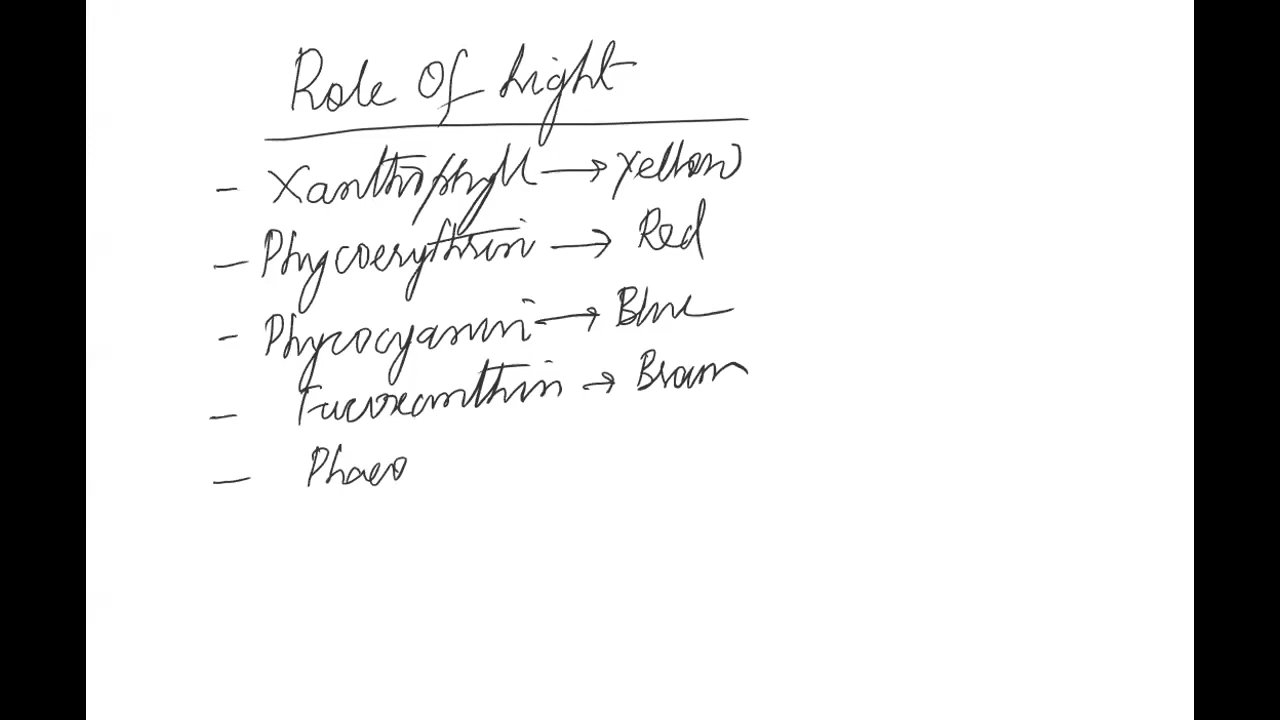 Role Of Light
- Xanthophyll → Yellow
- Phycoerythrin → Red
- Phycocyanin → Blue
- Fucoxanthin → Brown
- Phaeo